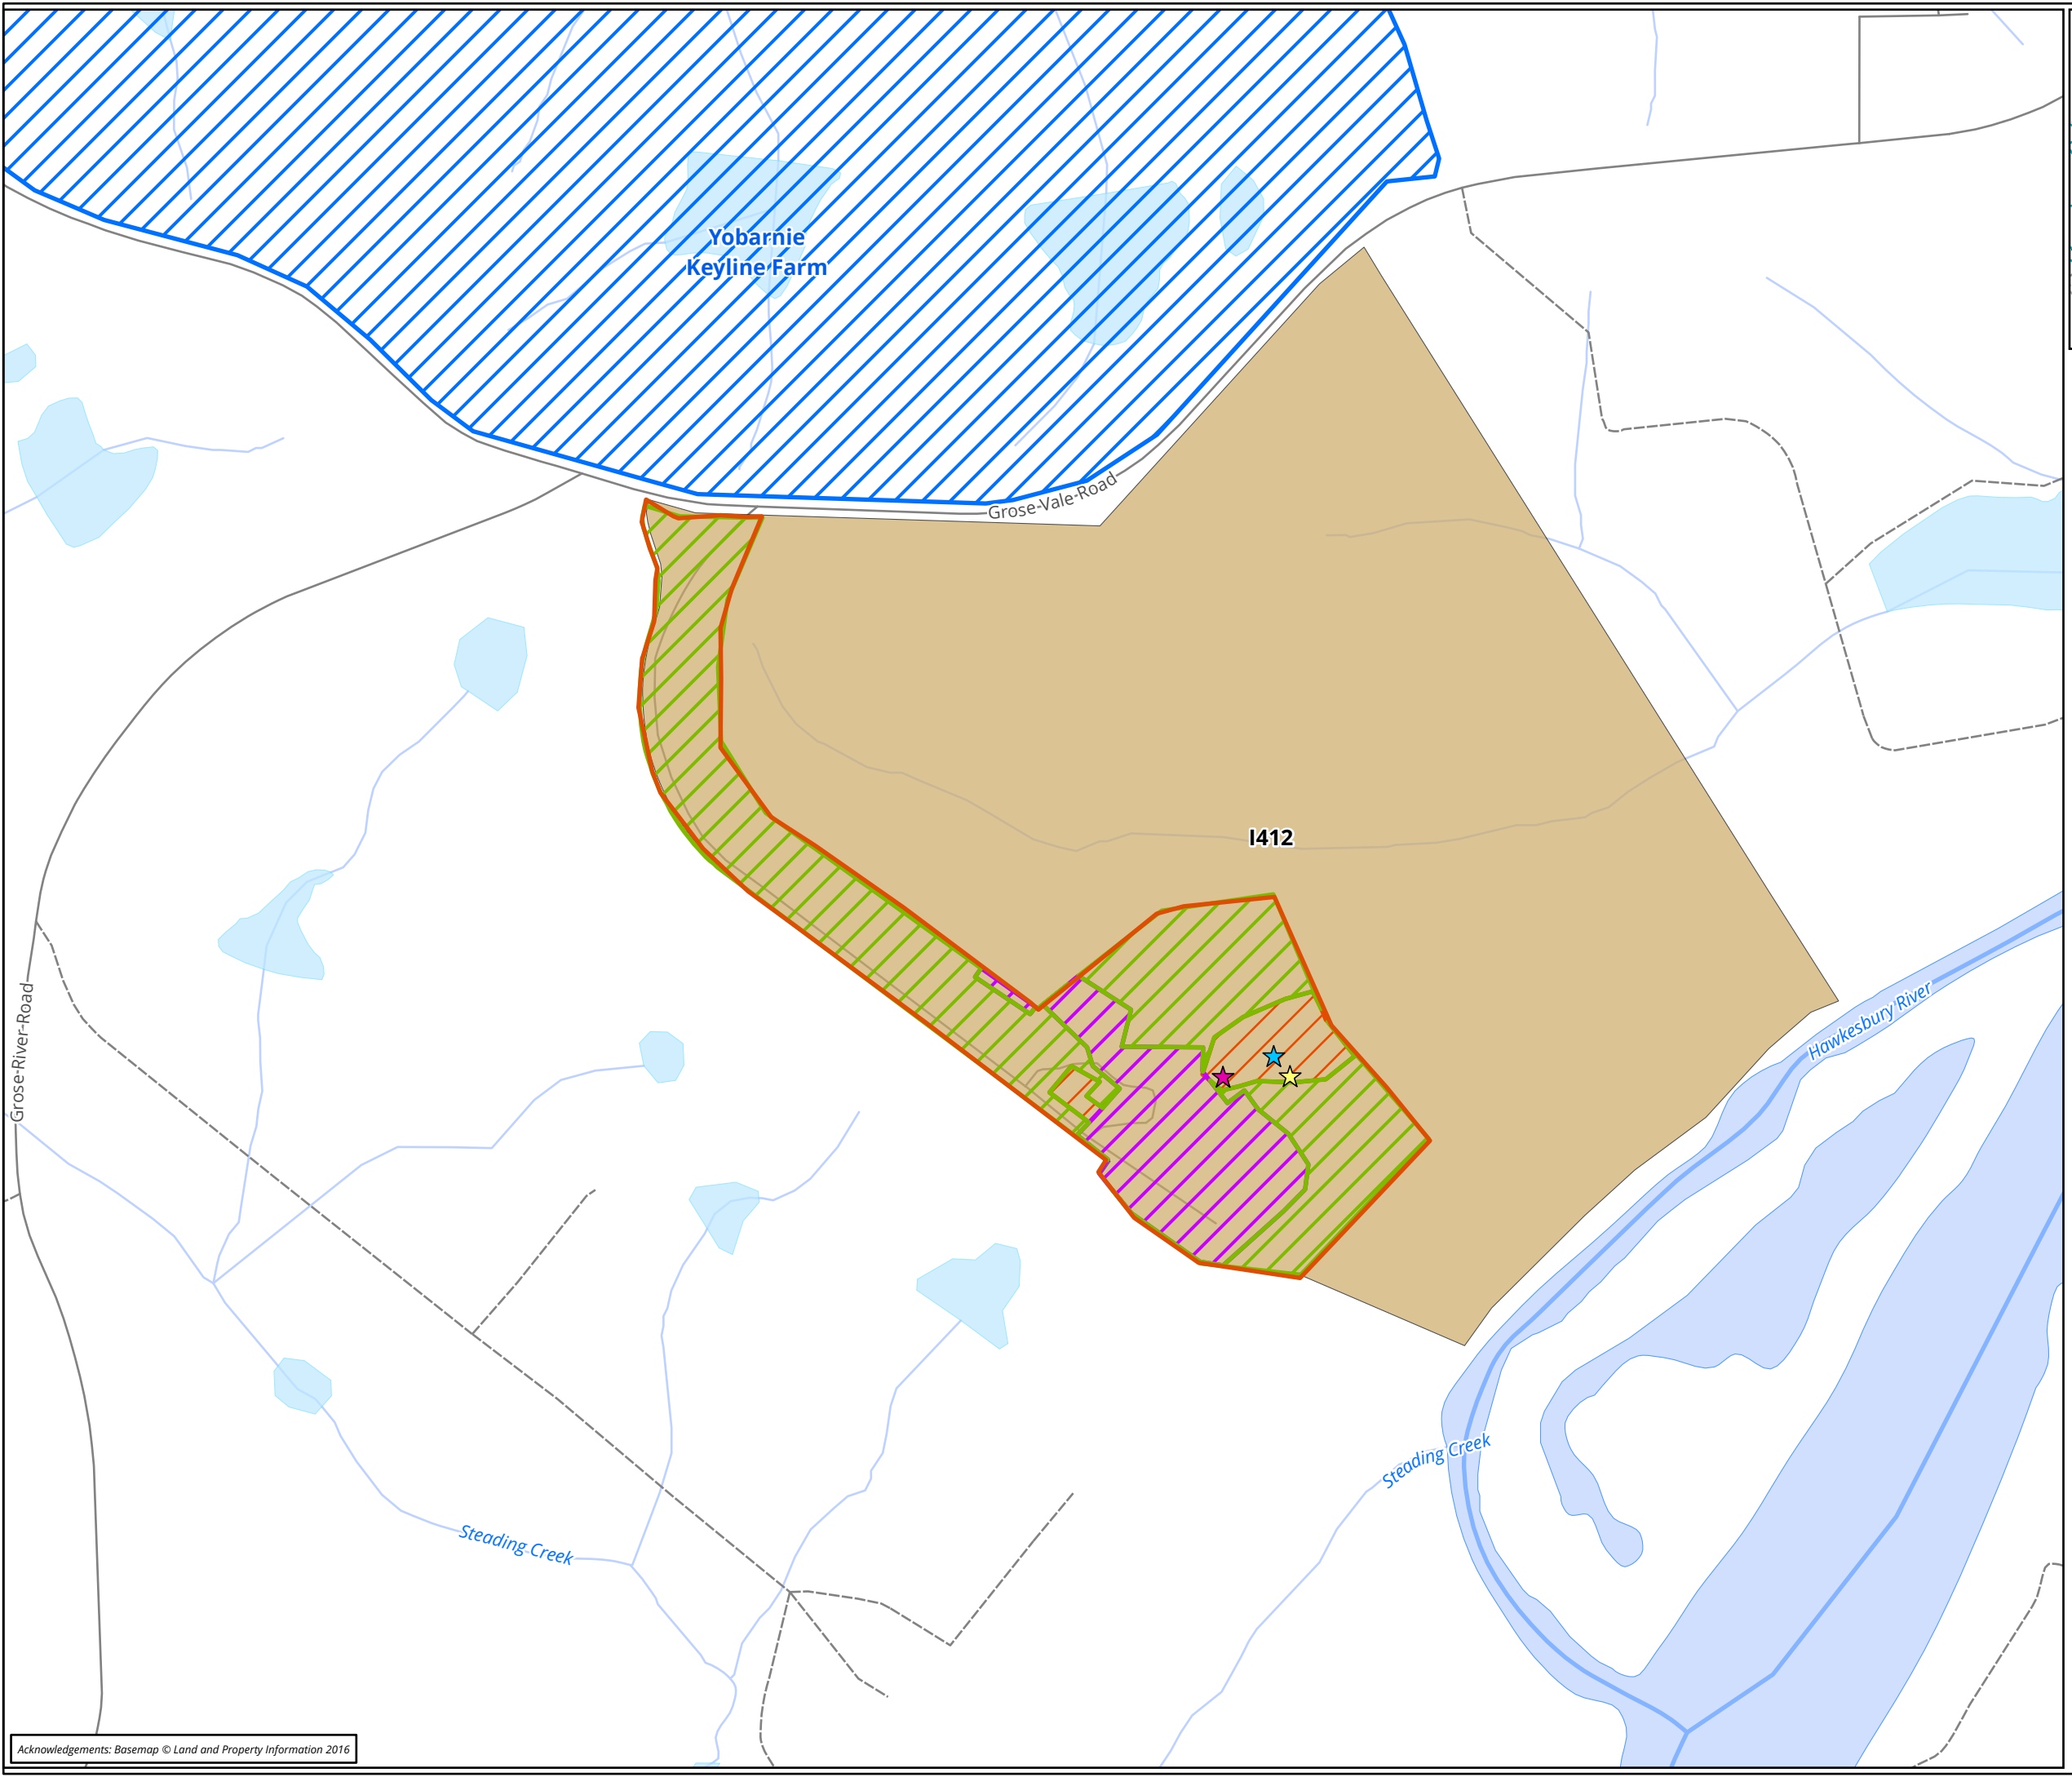 Yobarnie
Keyline Farm
Grose-Vale-Road
I412
Grose-River-Road
Hawkesbury River
Steading Creek
Steading Creek
Acknowledgements: Basemap © Land and Property Information 2016